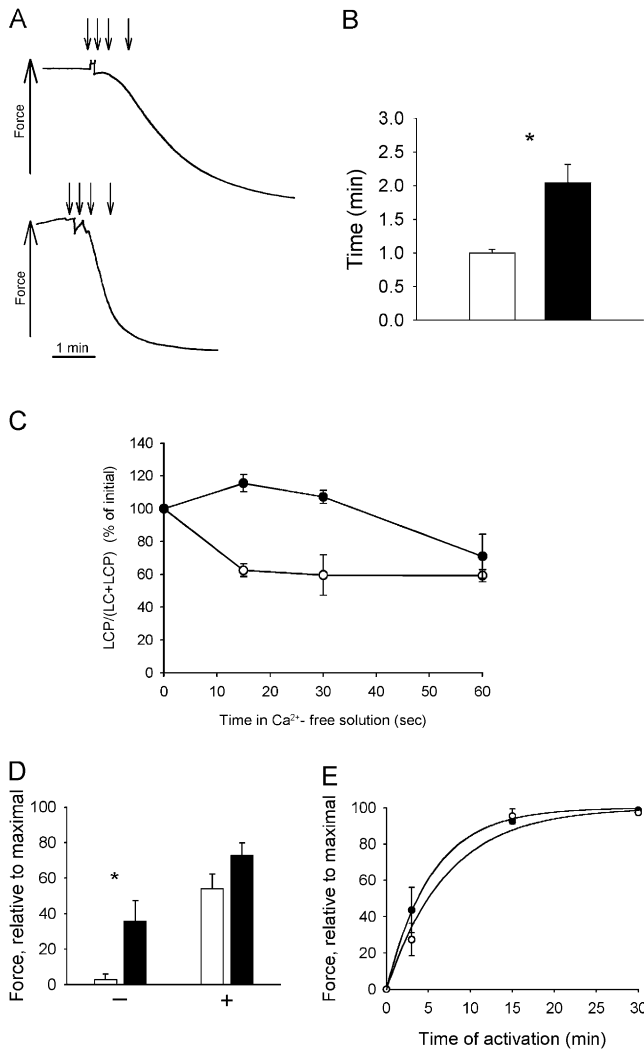 A
Force
Force
1 min
B
*
Time (min)
3.0
2.5
2.0
1.5
1.0
0.5
0.0
C
LCP/(LC+LCP) (% of initial)
140
120
100
80
60
40
20
0
0 10 20 30 40 50 60
Time in Ca²⁺- free solution (sec)
D
Force, relative to maximal
100
80
60
40
20
0
*
− +
E
Force, relative to maximal
100
80
60
40
20
0
0 5 10 15 20 25 30
Time of activation (min)